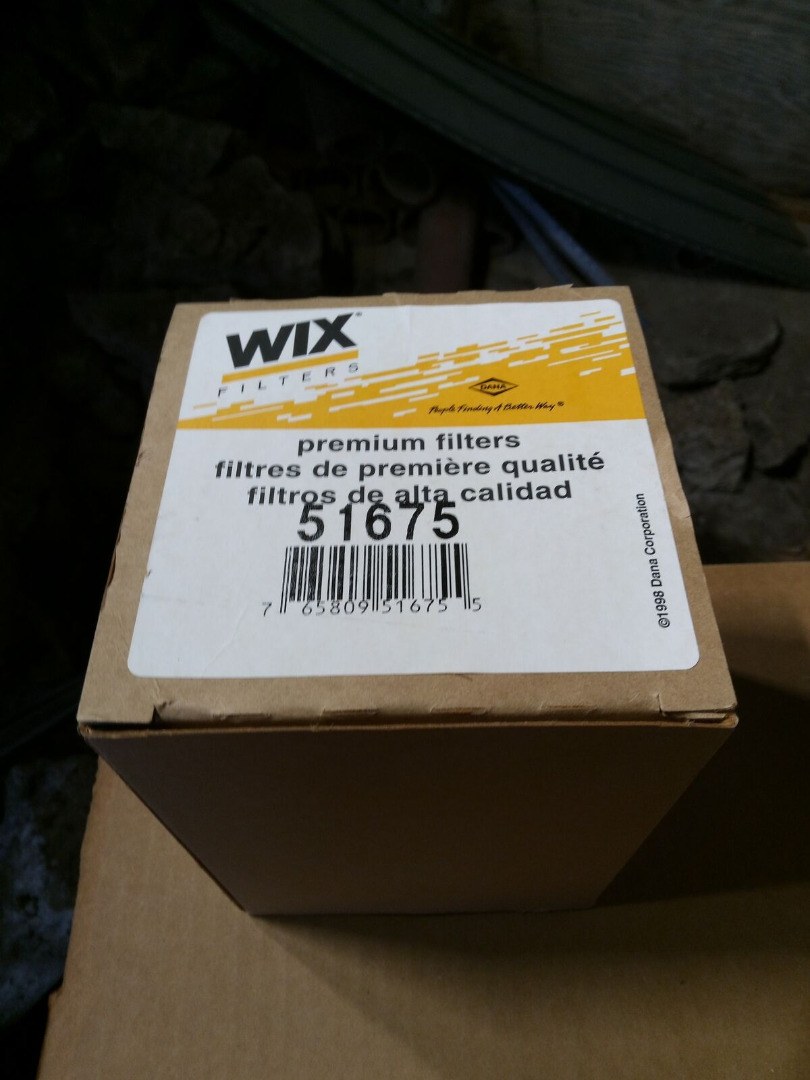 WIX®
FILTERS
DANA
People Finding A Better Way®
premium filters
filtres de première qualité
filtros de alta calidad
51675
7 65809 51675 5
©1998 Dana Corporation